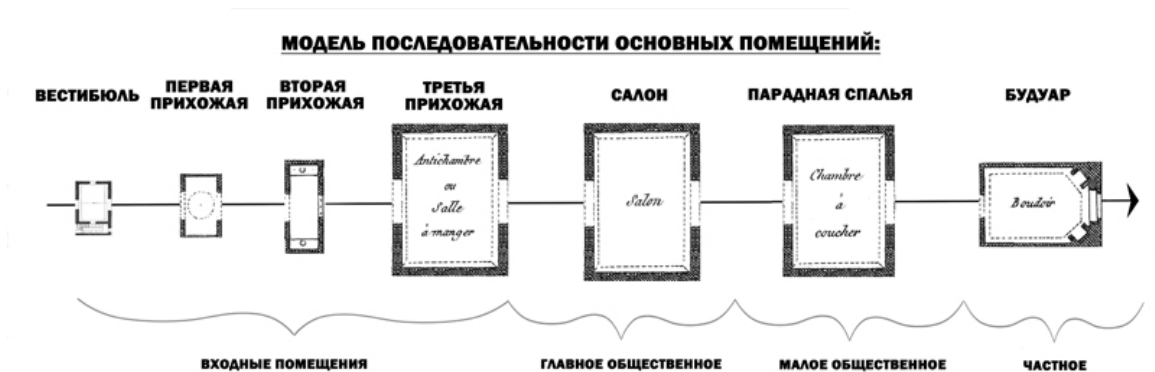 МОДЕЛЬ ПОСЛЕДОВАТЕЛЬНОСТИ ОСНОВНЫХ ПОМЕЩЕНИЙ:
ВЕСТИБЮЛЬ
ПЕРВАЯ
ПРИХОЖАЯ
ВТОРАЯ
ПРИХОЖАЯ
ТРЕТЬЯ
ПРИХОЖАЯ
САЛОН
ПАРАДНАЯ СПАЛЬЯ
БУДУАР
Antichambre
ou
Salle
à manger
Salon
Chambre
à
coucher
Boudoir
ВХОДНЫЕ ПОМЕЩЕНИЯ
ГЛАВНОЕ ОБЩЕСТВЕННОЕ
МАЛОЕ ОБЩЕСТВЕННОЕ
ЧАСТНОЕ